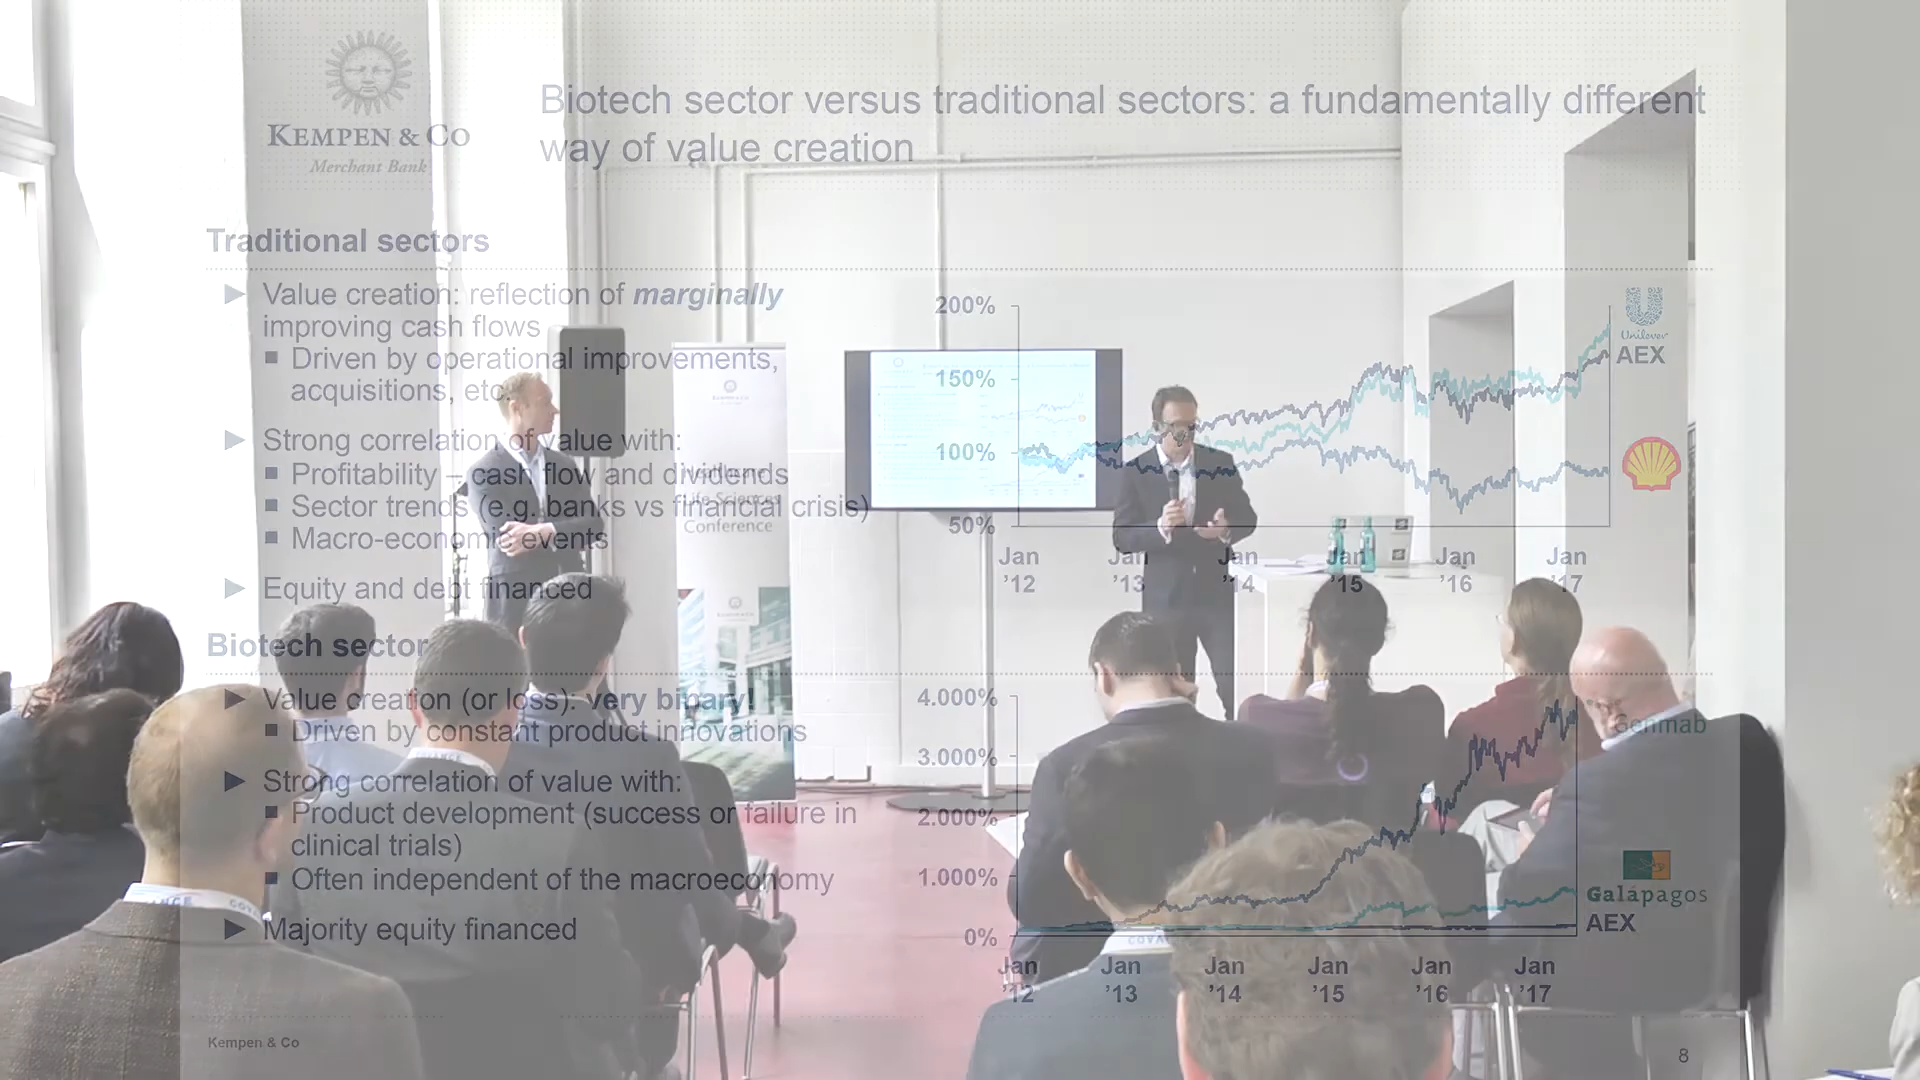 KEMPEN & CO
Merchant Bank
Biotech sector versus traditional sectors: a fundamentally different
way of value creation
Traditional sectors
► Value creation: reflection of marginally
improving cash flows
■ Driven by operational improvements,
acquisitions, etc.
► Strong correlation of value with:
■ Profitability – cash flow and dividends
■ Sector trends (e.g. banks vs financial crisis)
■ Macro-economic events
► Equity and debt financed
200%
150%
100%
50%
Jan Jan Jan Jan Jan Jan
’12 ’13 ’14 ’15 ’16 ’17
Unilever
AEX
Life Sciences
Conference
Biotech sector
► Value creation (or loss): very binary!
■ Driven by constant product innovations
► Strong correlation of value with:
■ Product development (success or failure in
clinical trials)
■ Often independent of the macroeconomy
► Majority equity financed
4.000%
3.000%
2.000%
1.000%
0%
Jan Jan Jan Jan Jan Jan
’12 ’13 ’14 ’15 ’16 ’17
Genmab
Galápagos
AEX
Kempen & Co
8